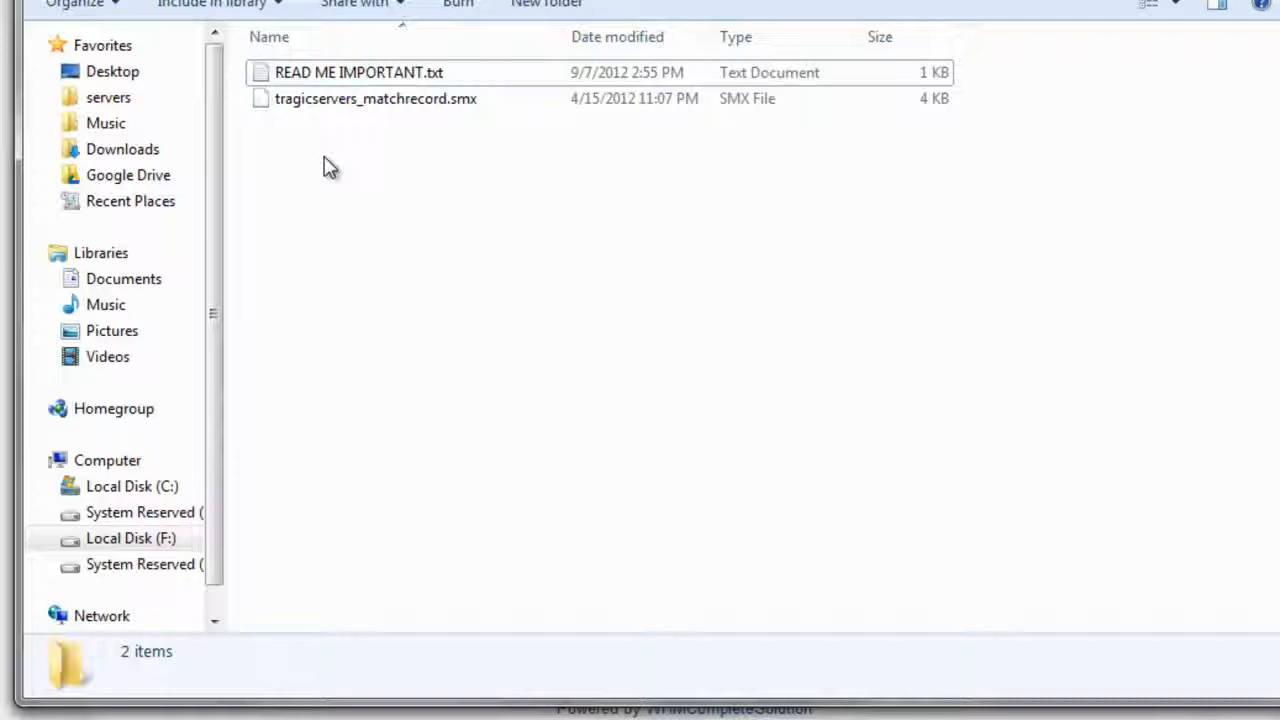 Organize Include in library Share with Burn New folder
Name Date modified Type Size
READ ME IMPORTANT.txt 9/7/2012 2:55 PM Text Document 1 KB
tragicservers_matchrecord.smx 4/15/2012 11:07 PM SMX File 4 KB
Favorites
Desktop
servers
Music
Downloads
Google Drive
Recent Places
Libraries
Documents
Music
Pictures
Videos
Homegroup
Computer
Local Disk (C:)
System Reserved (
Local Disk (F:)
System Reserved (
Network
2 items
Powered by WHMCompleteSolution